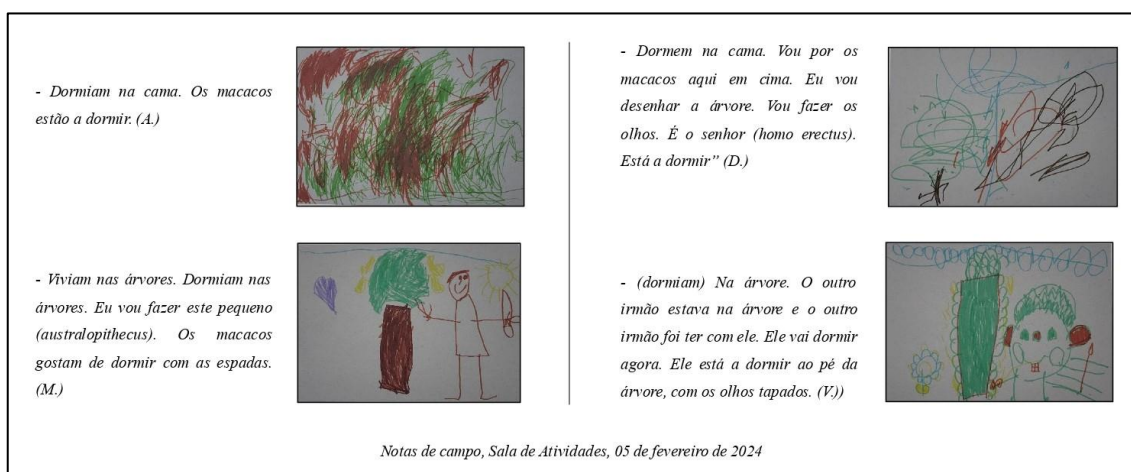 - Dormiam na cama. Os macacos
estão a dormir. (A.)
- Dormem na cama. Vou por os
macacos aqui em cima. Eu vou
desenhar a árvore. Vou fazer os
olhos. É o senhor (homo erectus).
Está a dormir” (D.)
- Viviam nas árvores. Dormiam nas
árvores. Eu vou fazer este pequeno
(australopithecus). Os macacos
gostam de dormir com as espadas.
(M.)
- (dormiam) Na árvore. O outro
irmão estava na árvore e o outro
irmão foi ter com ele. Ele vai dormir
agora. Ele está a dormir ao pé da
árvore, com os olhos tapados. (V.))
Notas de campo, Sala de Atividades, 05 de fevereiro de 2024